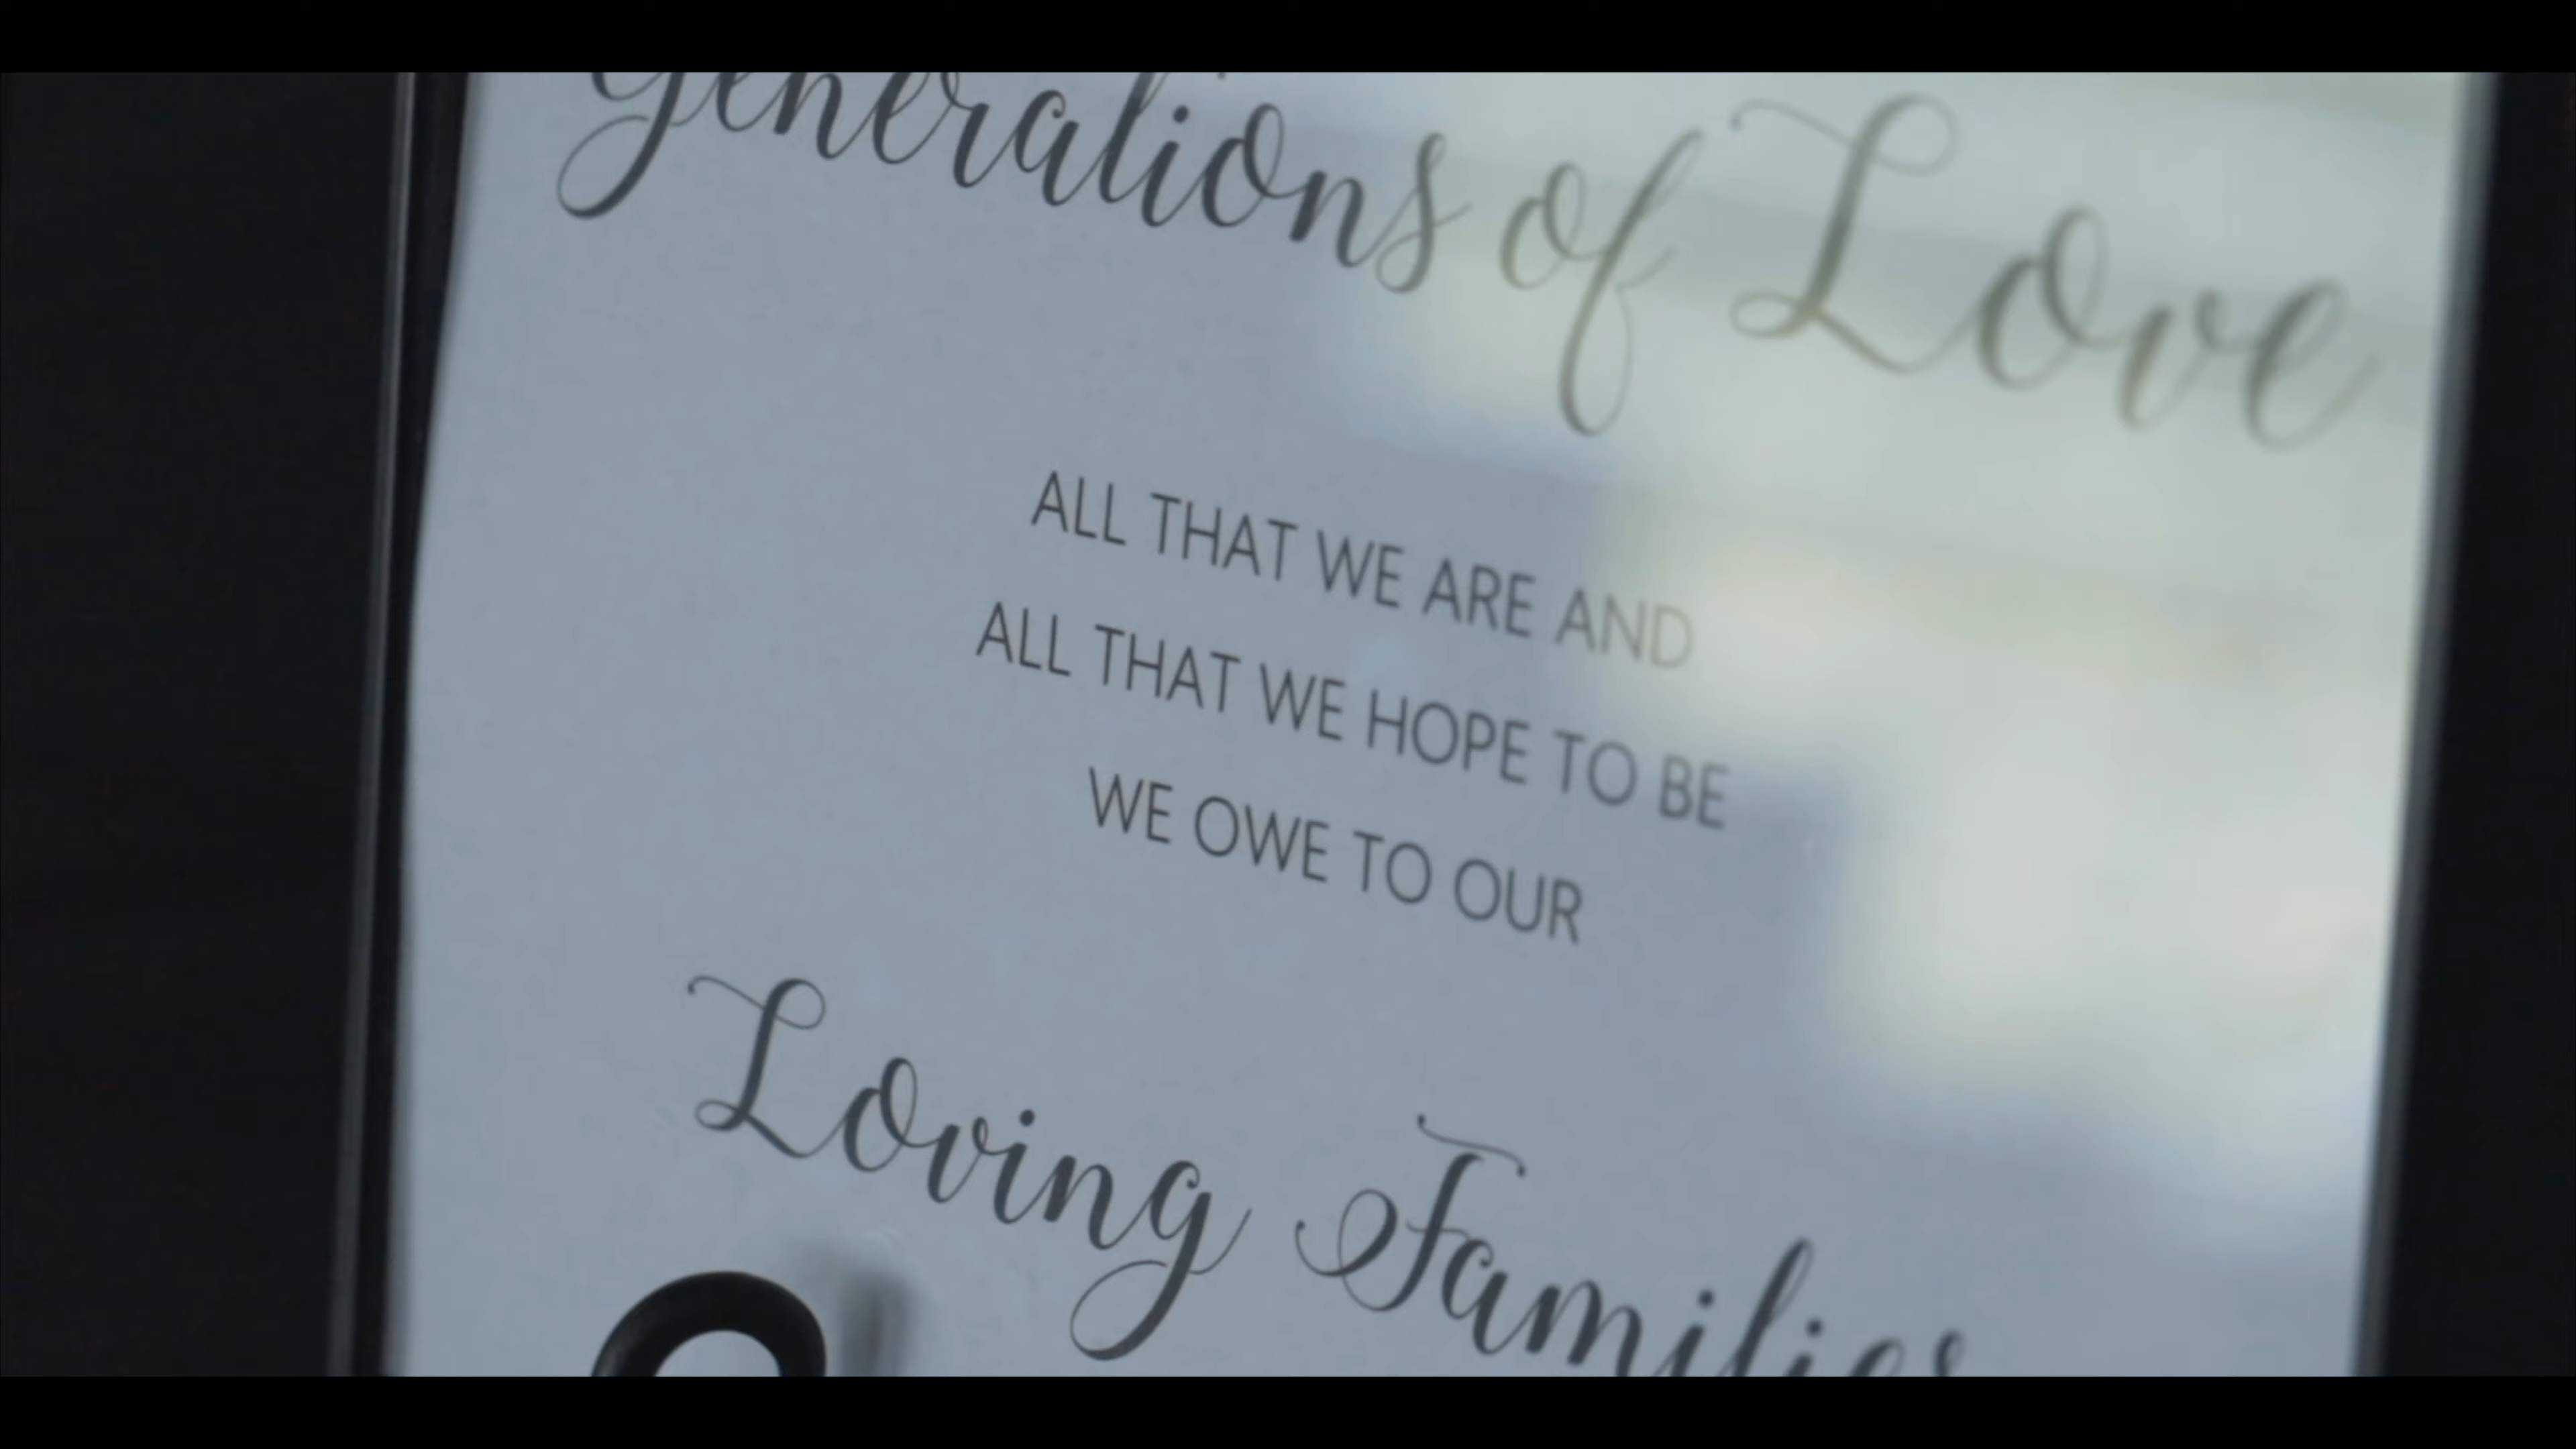 Generations of Love
ALL THAT WE ARE AND
ALL THAT WE HOPE TO BE
WE OWE TO OUR
Loving Families